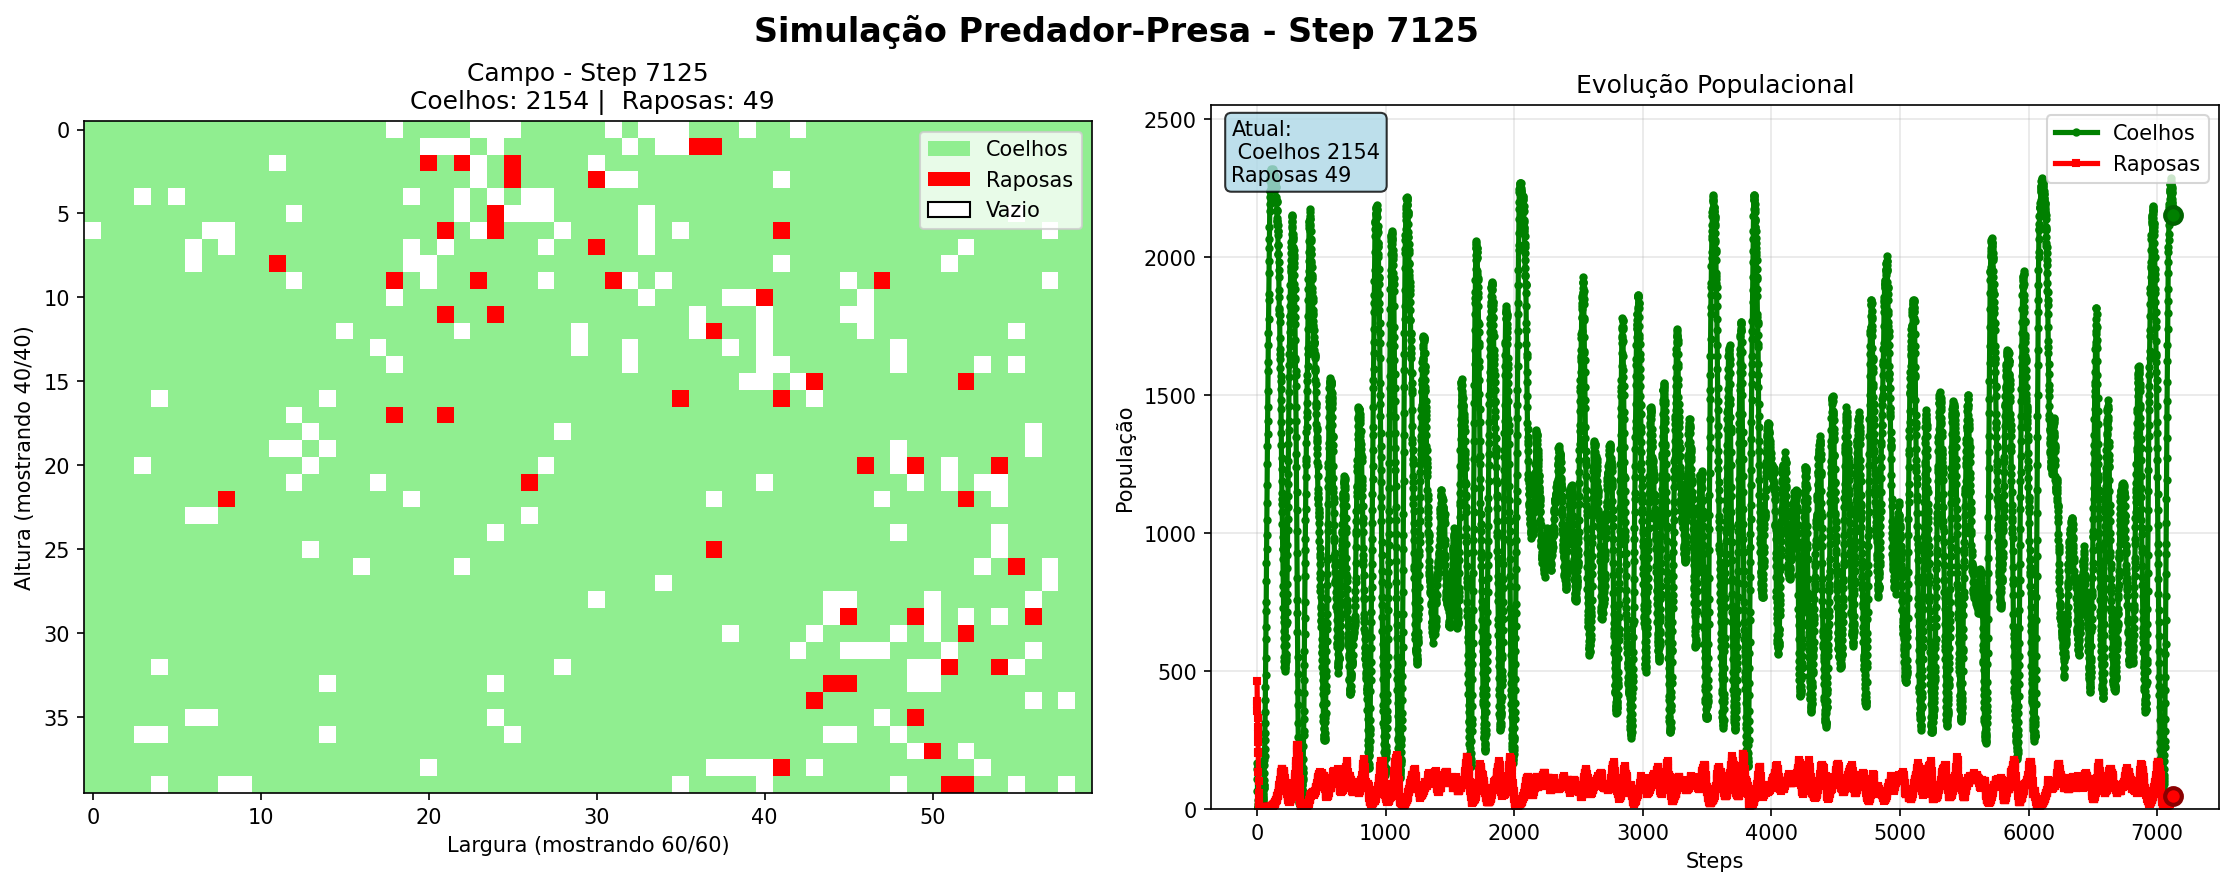 Simulação Predador-Presa - Step 7125
Campo - Step 7125
Coelhos: 2154 |  Raposas: 49
Coelhos
Raposas
Vazio
0
5
10
15
20
25
30
35
Altura (mostrando 40/40)
0
10
20
30
40
50
Largura (mostrando 60/60)
Evolução Populacional
Atual:
Coelhos 2154
Raposas 49
Coelhos
Raposas
2500
2000
1500
1000
500
0
População
0
1000
2000
3000
4000
5000
6000
7000
Steps